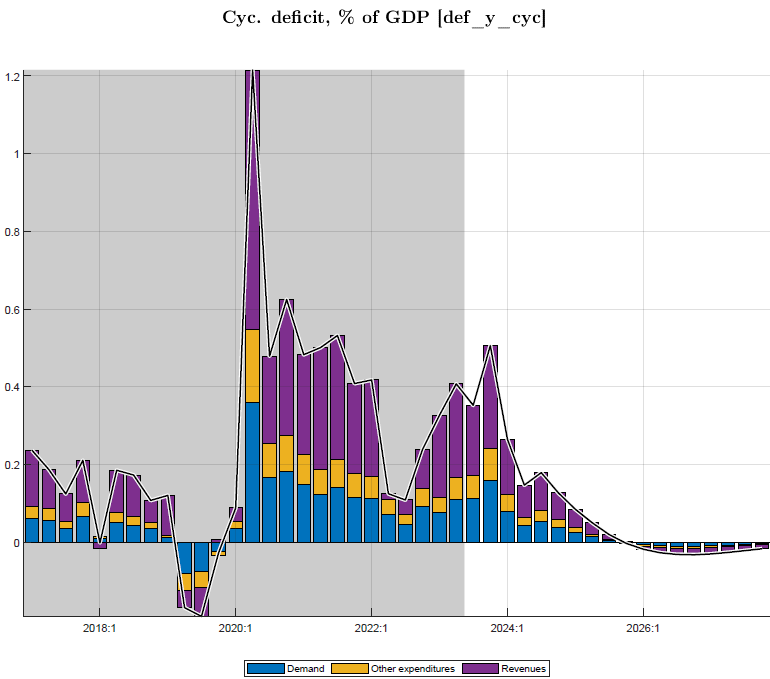 Cyc. deficit, % of GDP [def_y_cyc]
1.2
1
0.8
0.6
0.4
0.2
0
2018:1 2020:1 2022:1 2024:1 2026:1
Demand Other expenditures Revenues